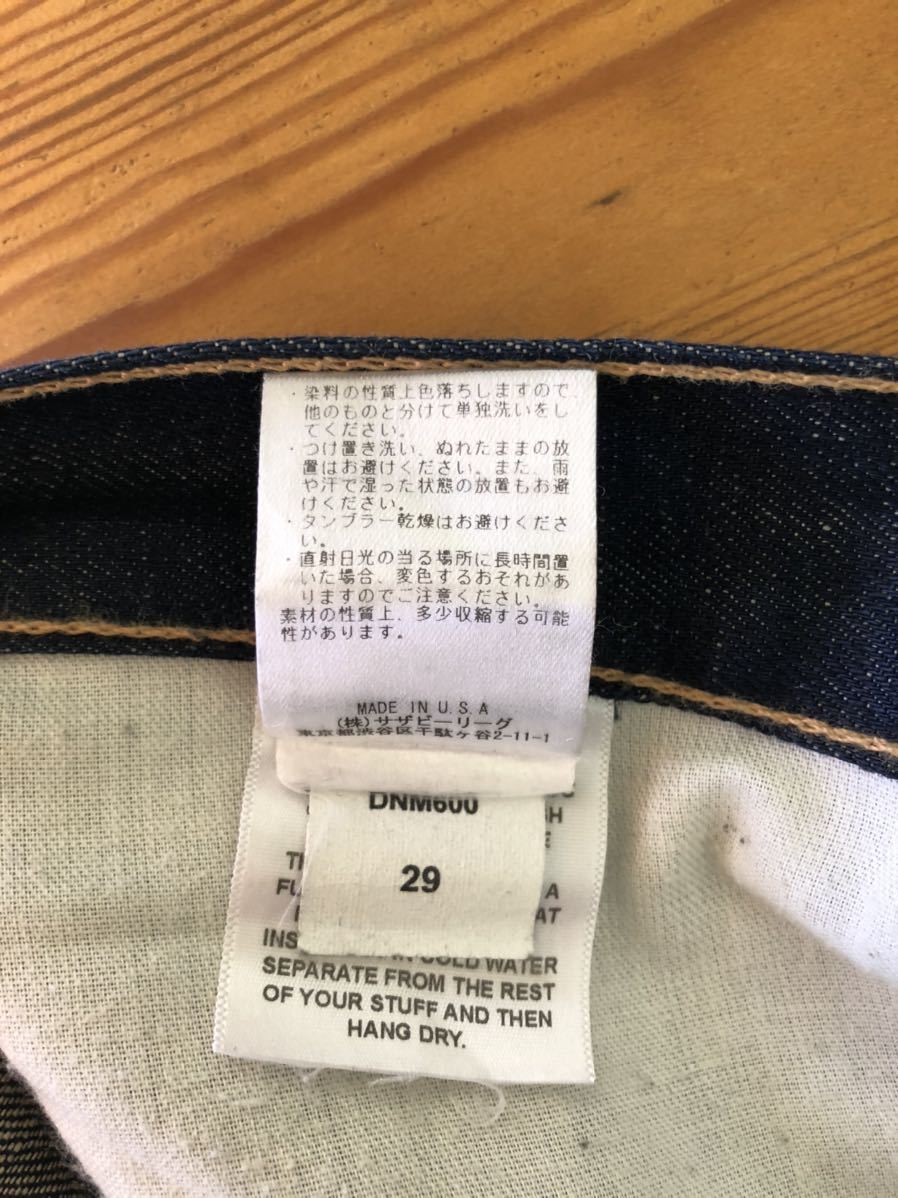 ・染料の性質上色落ちしますので、
他のものと分けて単独洗いをし
てください。
・つけ置き洗い、ぬれたままの放
置はお避けください。また、雨
や汗で湿った状態の放置もお避
けください。
・タンブラー乾燥はお避けくださ
い。
・直射日光の当る場所に長時間置
いた場合、変色するおそれがあ
りますのでご注意ください。
素材の性質上、多少収縮する可能
性があります。
MADE IN U.S.A
(株)サザビーリーグ
東京都渋谷区千駄ヶ谷2-11-1
DNM600
29
A
COLD WATER
SEPARATE FROM THE REST
OF YOUR STUFF AND THEN
HANG DRY.